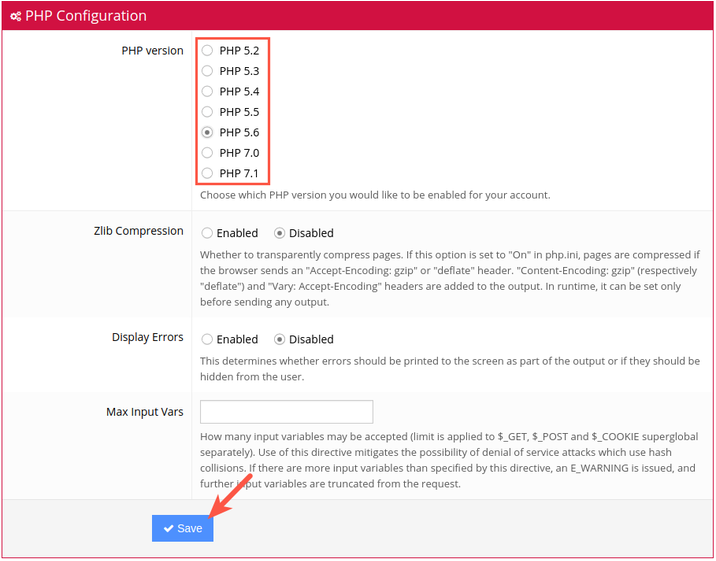 PHP Configuration
PHP version
PHP 5.2
PHP 5.3
PHP 5.4
PHP 5.5
PHP 5.6
PHP 7.0
PHP 7.1
Choose which PHP version you would like to be enabled for your account.
Zlib Compression
Enabled Disabled
Whether to transparently compress pages. If this option is set to "On" in php.ini, pages are compressed if
the browser sends an "Accept-Encoding: gzip" or "deflate" header. "Content-Encoding: gzip" (respectively
"deflate") and "Vary: Accept-Encoding" headers are added to the output. In runtime, it can be set only
before sending any output.
Display Errors
Enabled Disabled
This determines whether errors should be printed to the screen as part of the output or if they should be
hidden from the user.
Max Input Vars
How many input variables may be accepted (limit is applied to $_GET, $_POST and $_COOKIE superglobal
separately). Use of this directive mitigates the possibility of denial of service attacks which use hash
collisions. If there are more input variables than specified by this directive, an E_WARNING is issued, and
further input variables are truncated from the request.
Save